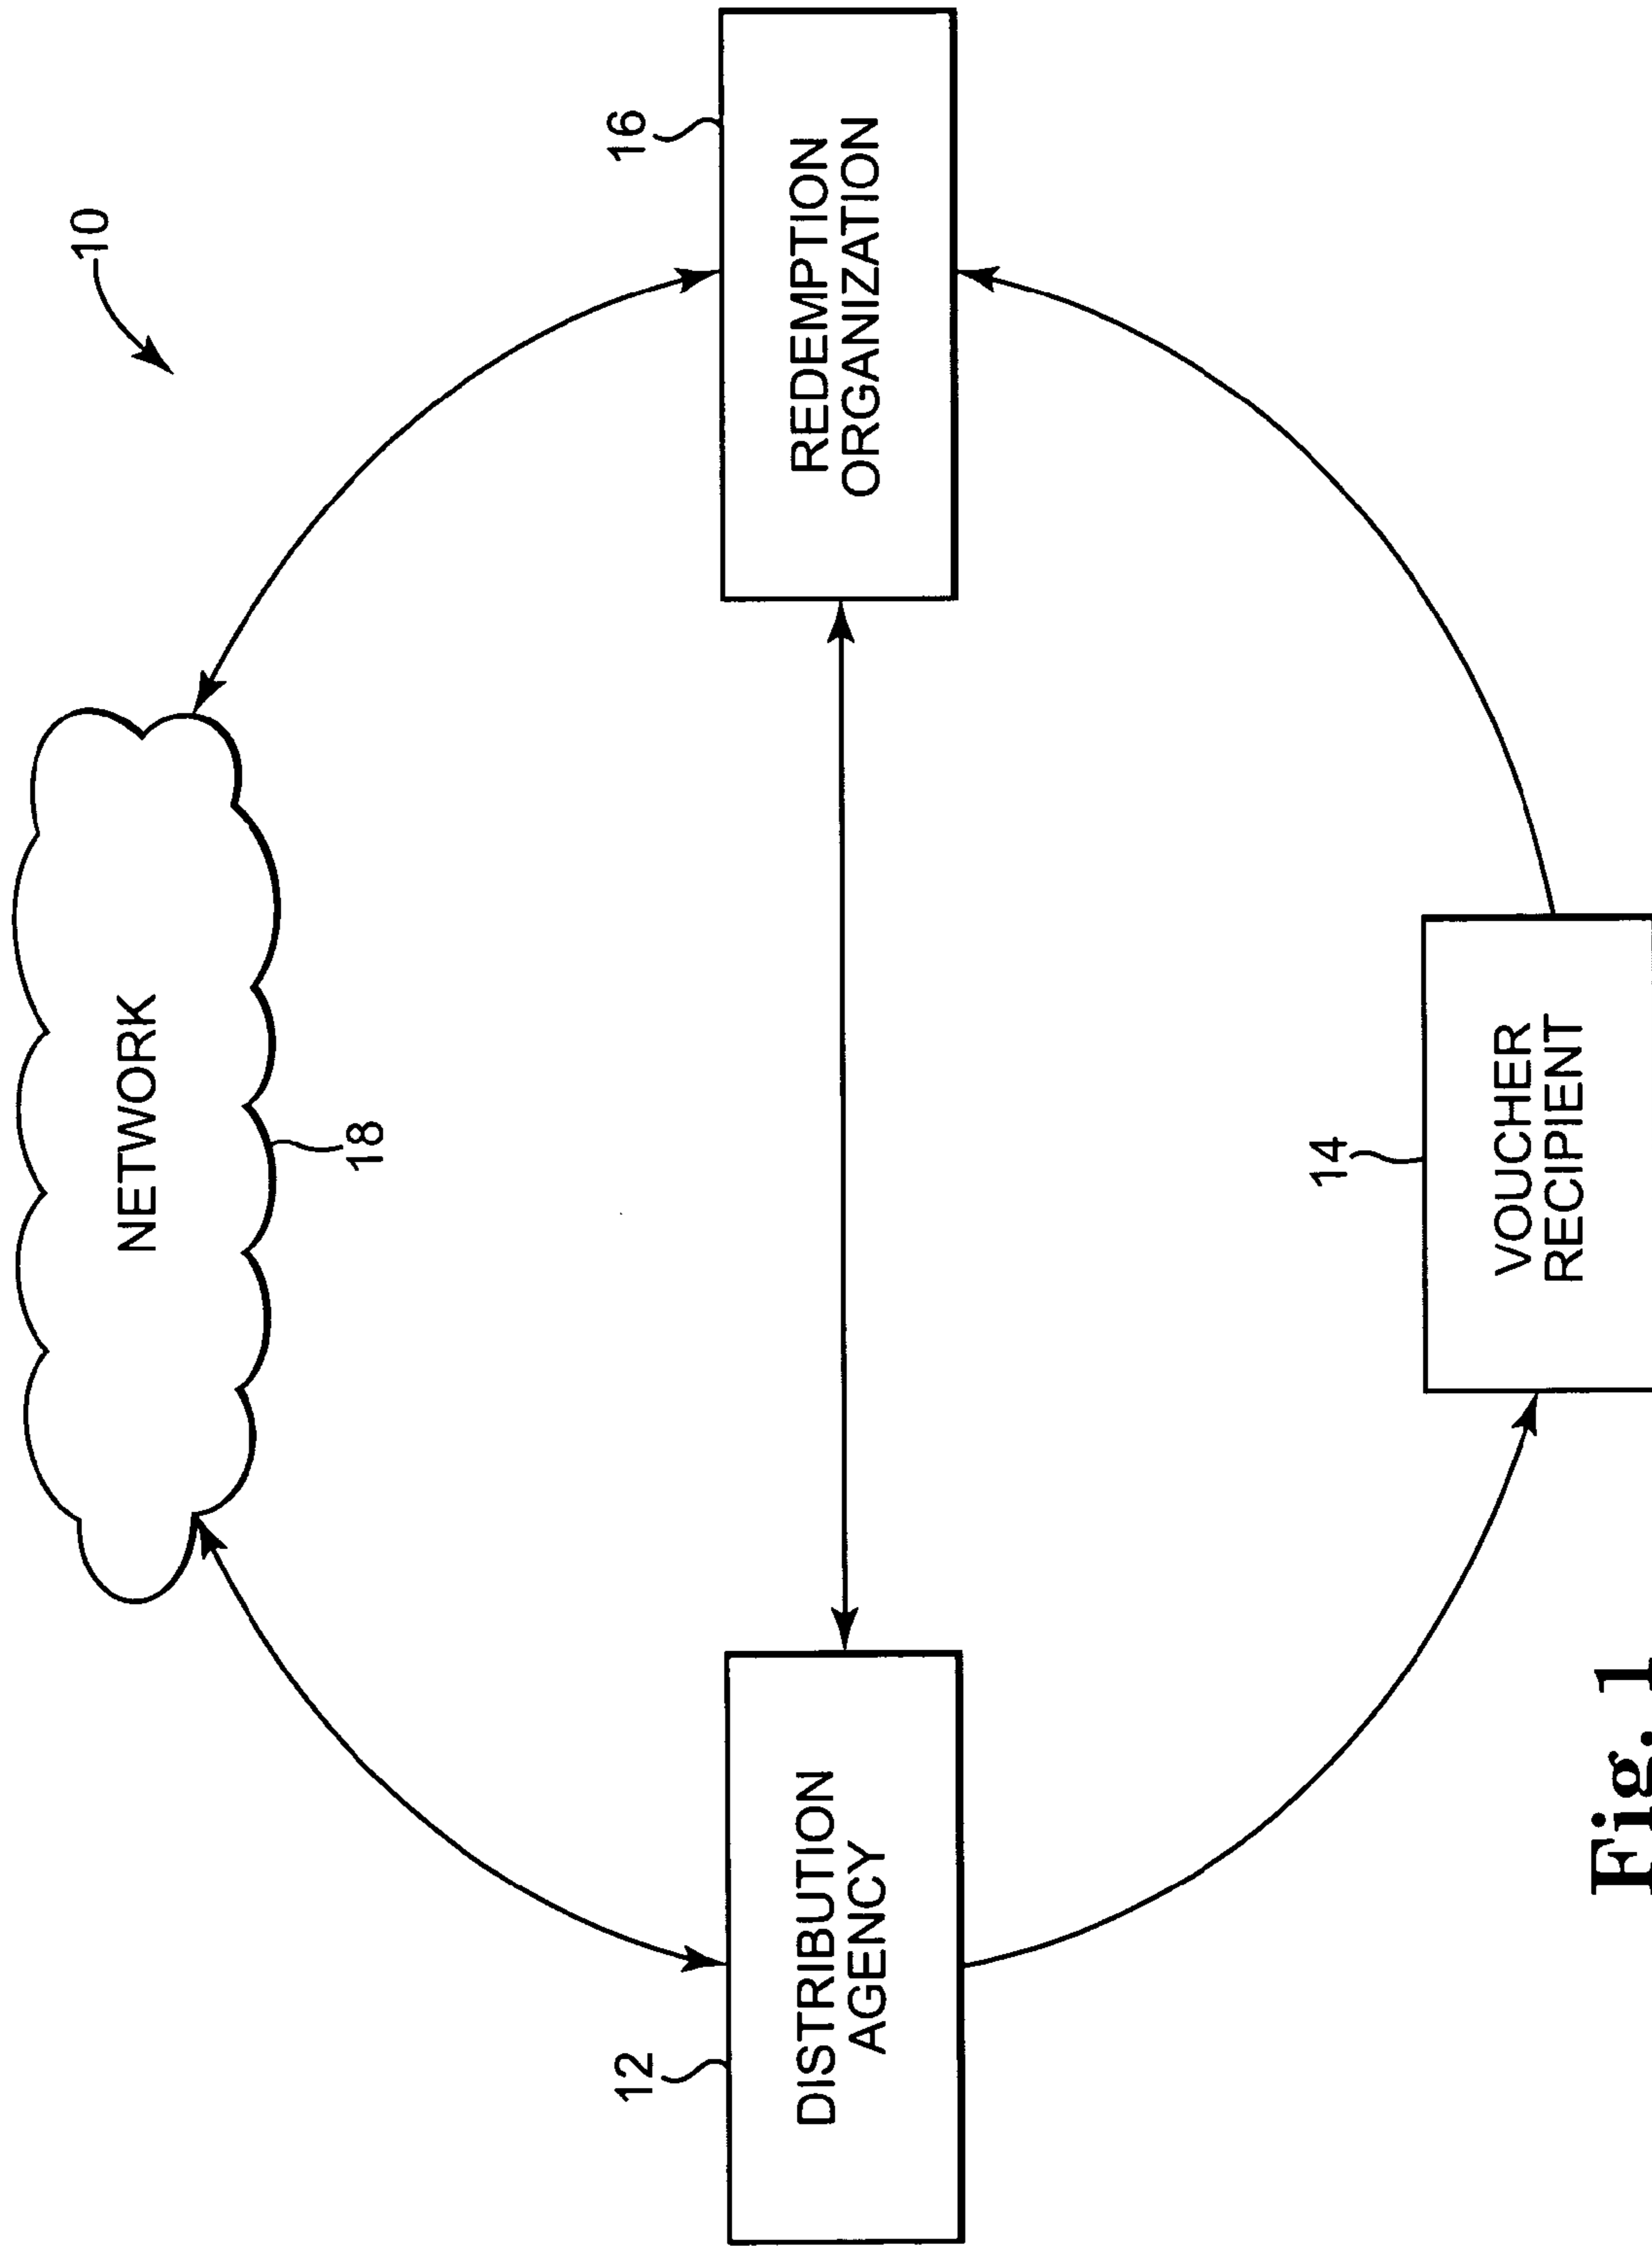 10
NETWORK
18
12
DISTRIBUTION
AGENCY
16
REDEMPTION
ORGANIZATION
14
VOUCHER
RECIPIENT
Fig. 1